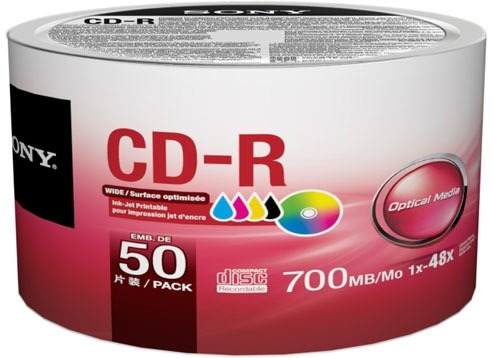 SONY
SONY
CD-R
WIDE / Surface optimisée
Ink-Jet Printable
pour impression jet d'encre
Optical Media
EMB. DE
50
片装/PACK
COMPACT
disc
Recordable
700MB/Mo 1x-48x